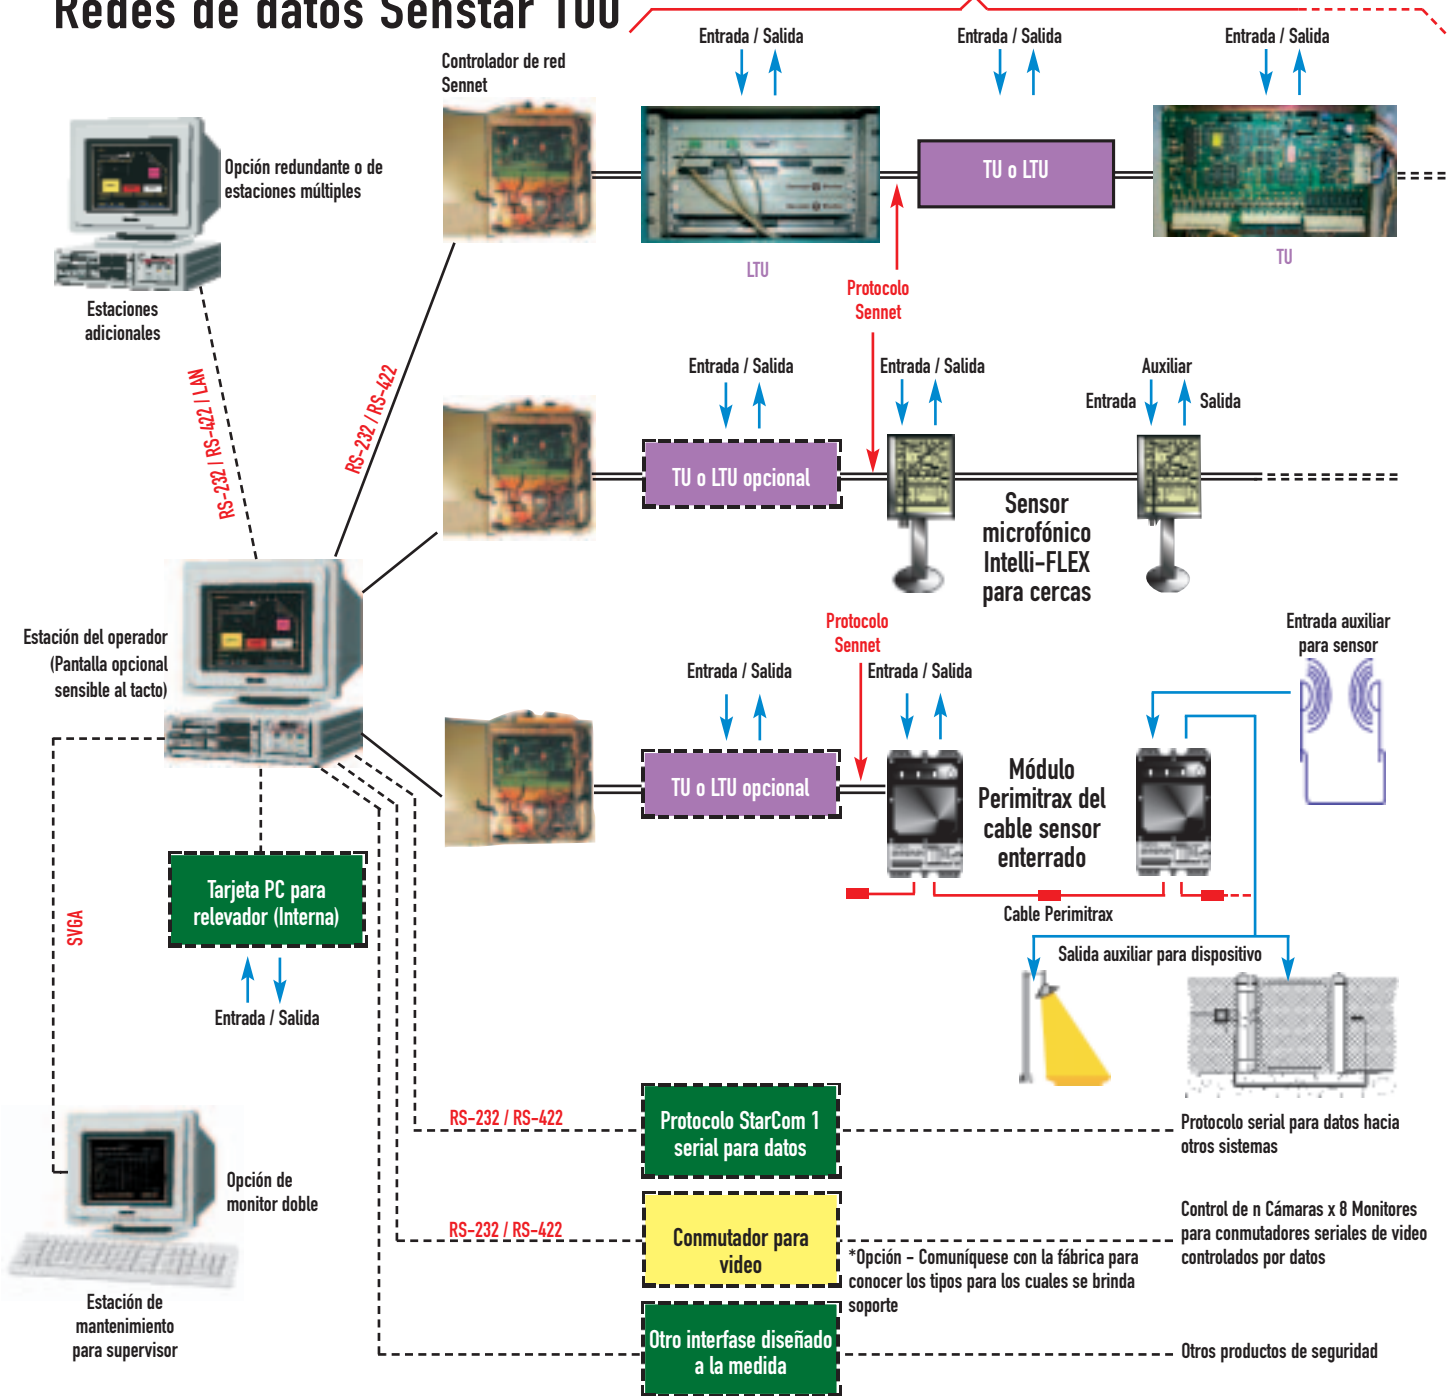 Redes de datos Senstar 100
Entrada / Salida
Entrada / Salida
Entrada / Salida
Controlador de red
Sennet
Opción redundante o de
estaciones múltiples
TU o LTU
LTU
TU
Estaciones
adicionales
Protocolo
Sennet
RS-232 / RS-422 / LAN
RS-232 / RS-422
Entrada / Salida
Entrada / Salida
Auxiliar
Entrada
Salida
TU o LTU opcional
Sensor
microfónico
Intelli-FLEX
para cercas
Estación del operador
(Pantalla opcional
sensible al tacto)
Protocolo
Sennet
Entrada / Salida
Entrada / Salida
Entrada auxiliar
para sensor
TU o LTU opcional
Módulo
Perimitrax del
cable sensor
enterrado
Tarjeta PC para
relevador (Interna)
SVGA
Cable Perimitrax
Salida auxiliar para dispositivo
Entrada / Salida
RS-232 / RS-422
Protocolo StarCom 1
serial para datos
Protocolo serial para datos hacia
otros sistemas
Opción de
monitor doble
RS-232 / RS-422
Conmutador para
video
Control de n Cámaras x 8 Monitores
para conmutadores seriales de video
controlados por datos
*Opción - Comuníquese con la fábrica para
conocer los tipos para los cuales se brinda
soporte
Estación de
mantenimiento
para supervisor
Otro interfase diseñado
a la medida
Otros productos de seguridad